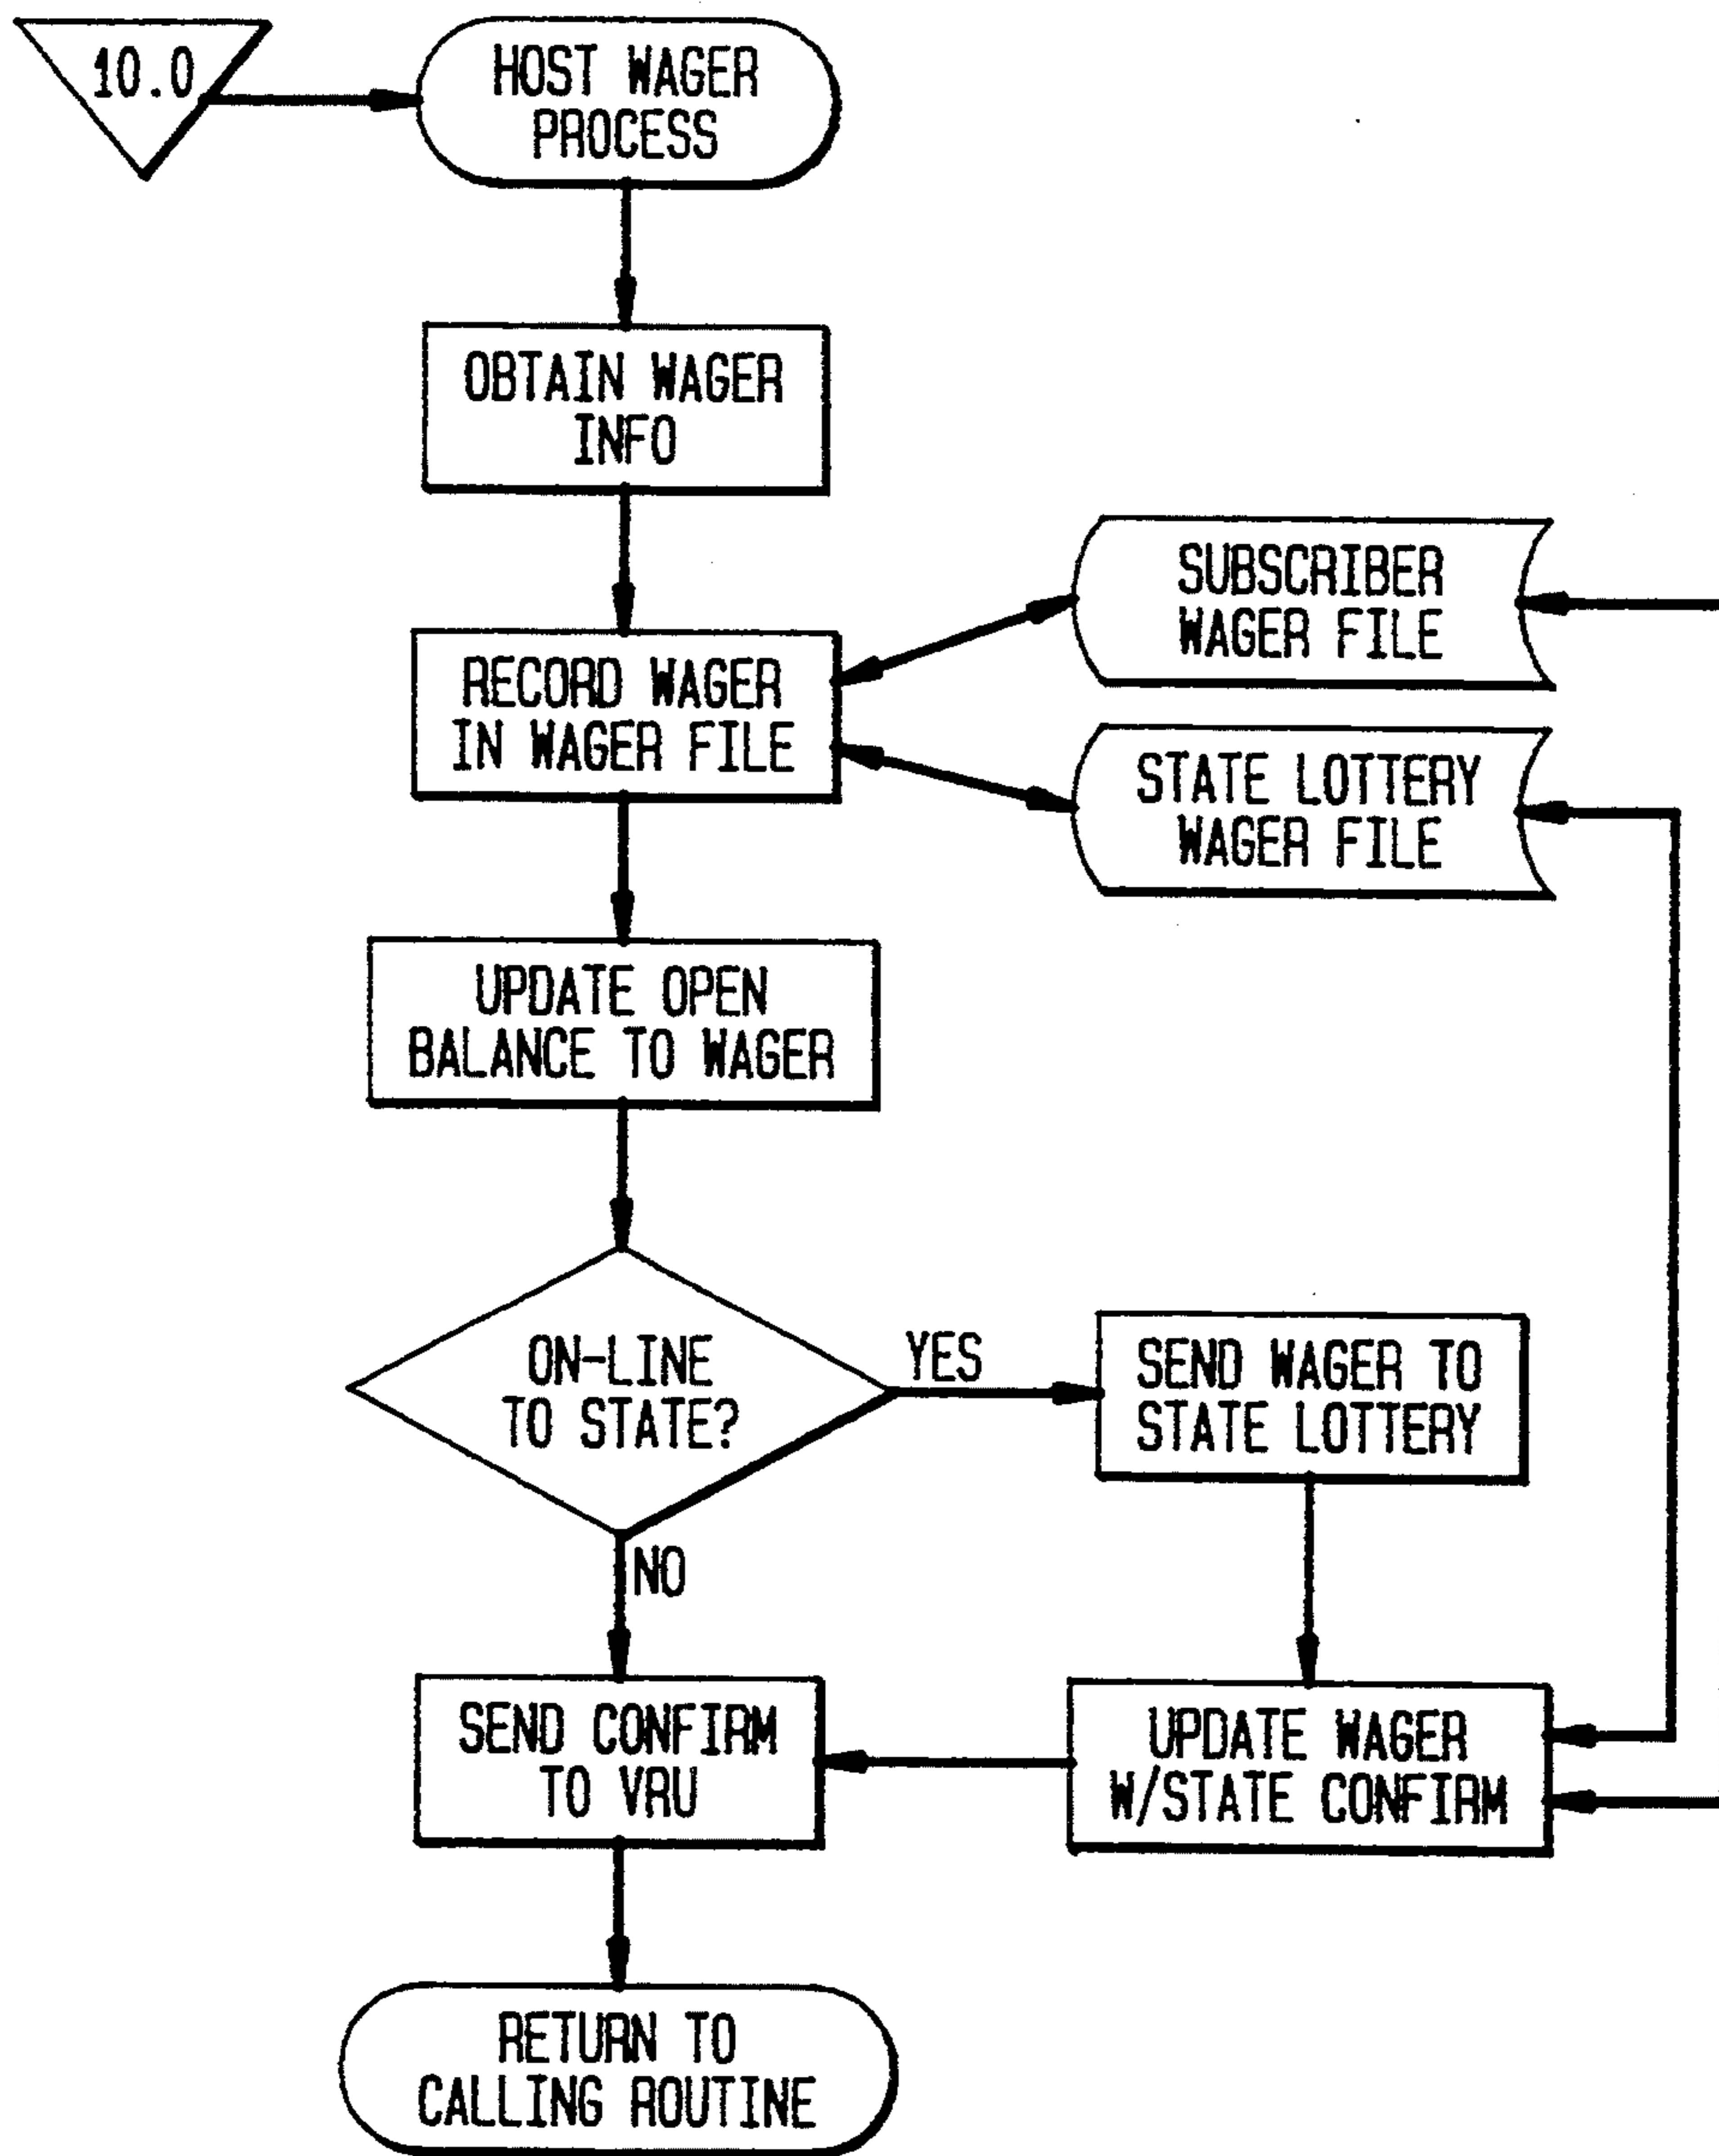 10.0
HOST WAGER
PROCESS
OBTAIN WAGER
INFO
SUBSCRIBER
WAGER FILE
RECORD WAGER
IN WAGER FILE
STATE LOTTERY
WAGER FILE
UPDATE OPEN
BALANCE TO WAGER
ON-LINE
TO STATE?
YES
SEND WAGER TO
STATE LOTTERY
NO
SEND CONFIRM
TO VRU
UPDATE WAGER
W/STATE CONFIRM
RETURN TO
CALLING ROUTINE